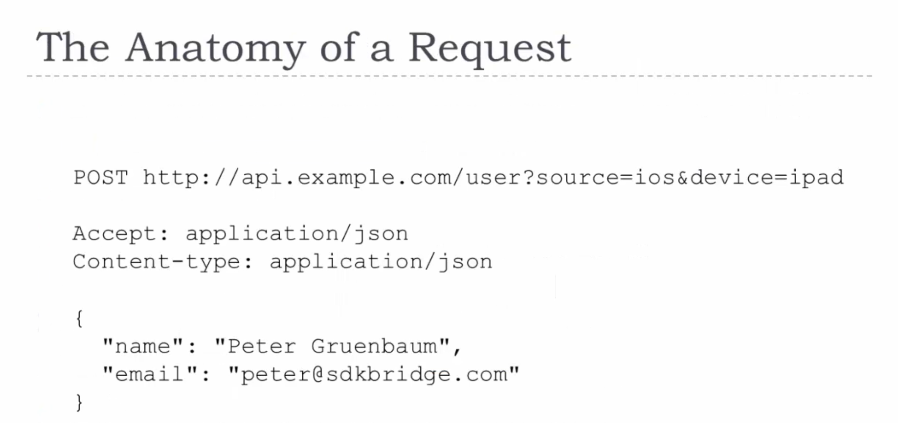 The Anatomy of a Request
POST http://api.example.com/user?source=ios&device=ipad
Accept: application/json
Content-type: application/json
{
"name": "Peter Gruenbaum",
"email": "peter@sdkbridge.com"
}